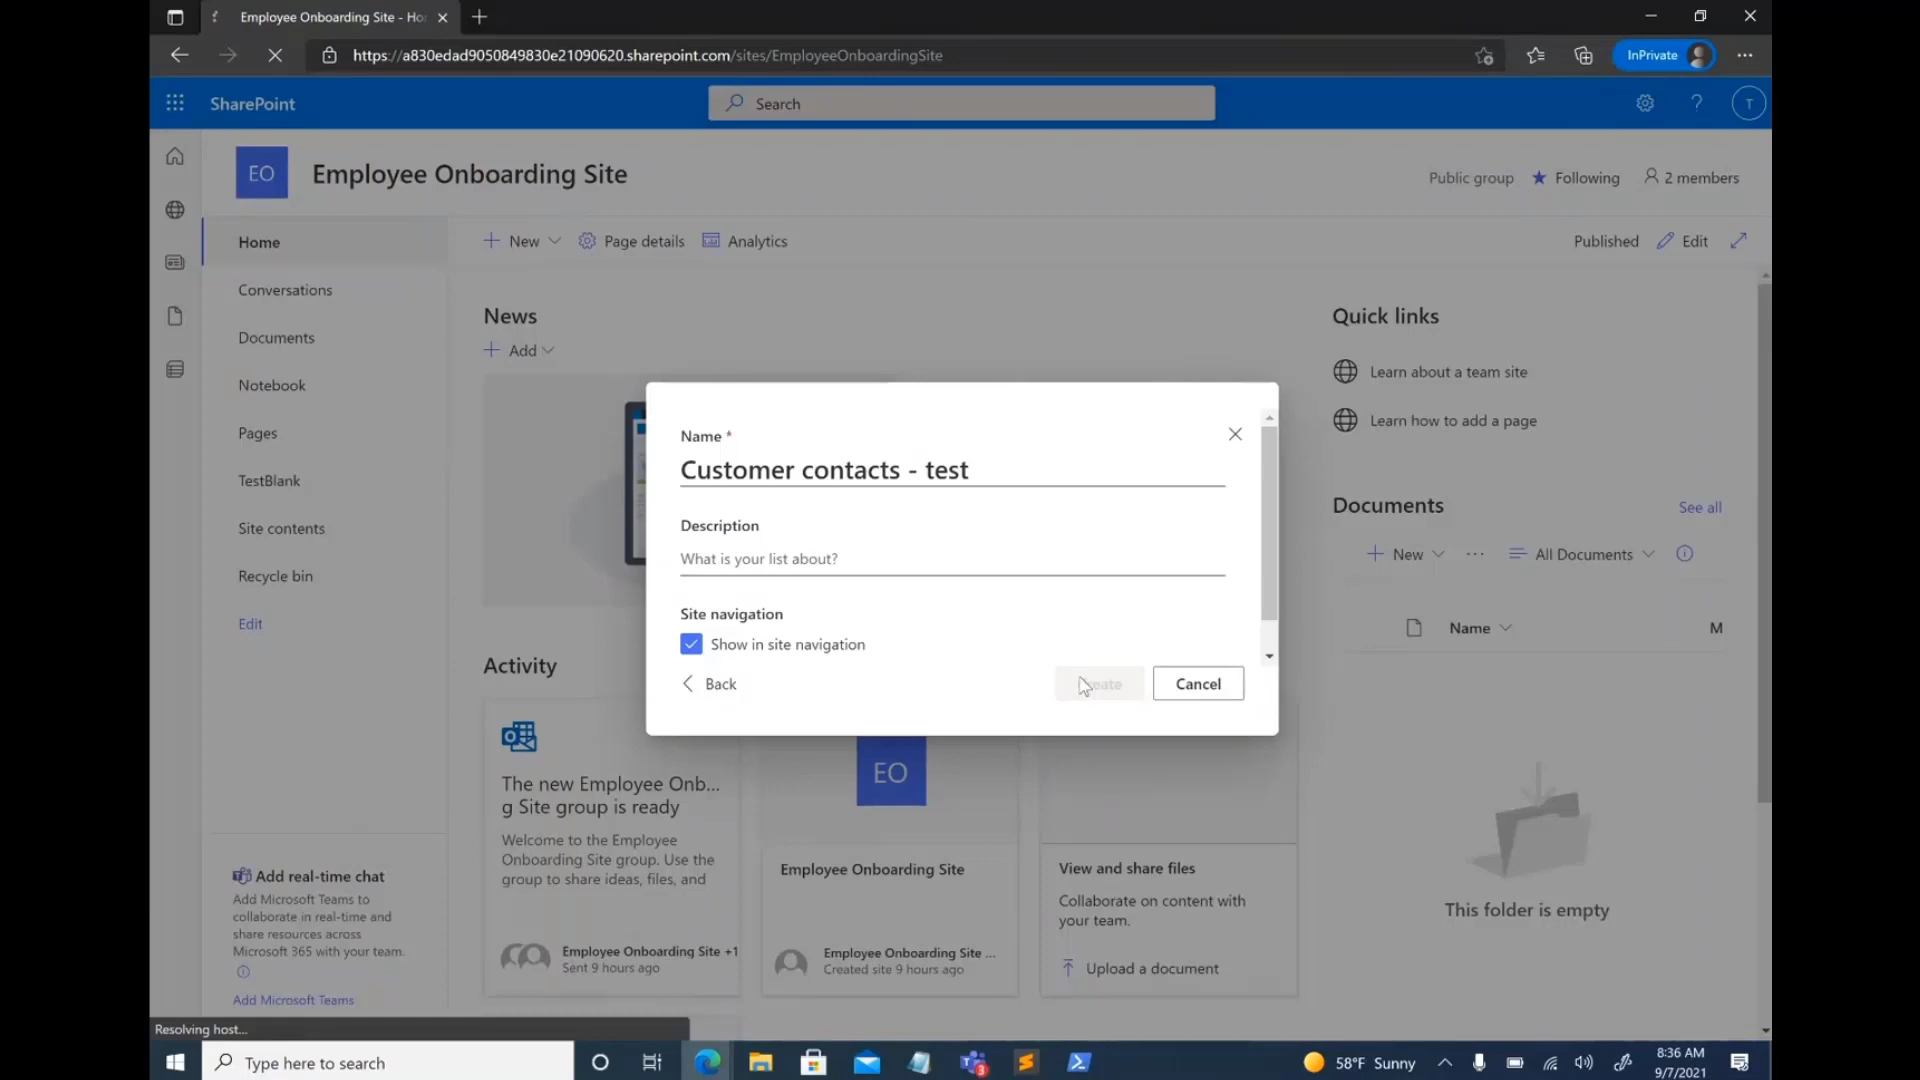 Employee Onboarding Site - Ho
https://a830edad9050849830e21090620.sharepoint.com/sites/EmployeeOnboardingSite
InPrivate
SharePoint
Search
T
EO
Employee Onboarding Site
Public group
Following
2 members
Home
New
Page details
Analytics
Published
Edit
Conversations
Documents
Notebook
Pages
TestBlank
Site contents
Recycle bin
Edit
News
Add
Quick links
Learn about a team site
Learn how to add a page
Name *
Customer contacts - test
Description
What is your list about?
Site navigation
Show in site navigation
Back
Cancel
Documents
See all
New
All Documents
Name
M
This folder is empty
Activity
The new Employee Onb...
g Site group is ready
Welcome to the Employee
Onboarding Site group. Use the
group to share ideas, files, and
Employee Onboarding Site +1
Sent 9 hours ago
EO
Employee Onboarding Site
Employee Onboarding Site ...
Created site 9 hours ago
View and share files
Collaborate on content with
your team.
Upload a document
Add real-time chat
Add Microsoft Teams to
collaborate in real-time and
share resources across
Microsoft 365 with your team.
Add Microsoft Teams
Resolving host...
Type here to search
3
58°F Sunny
8:36 AM
9/7/2021